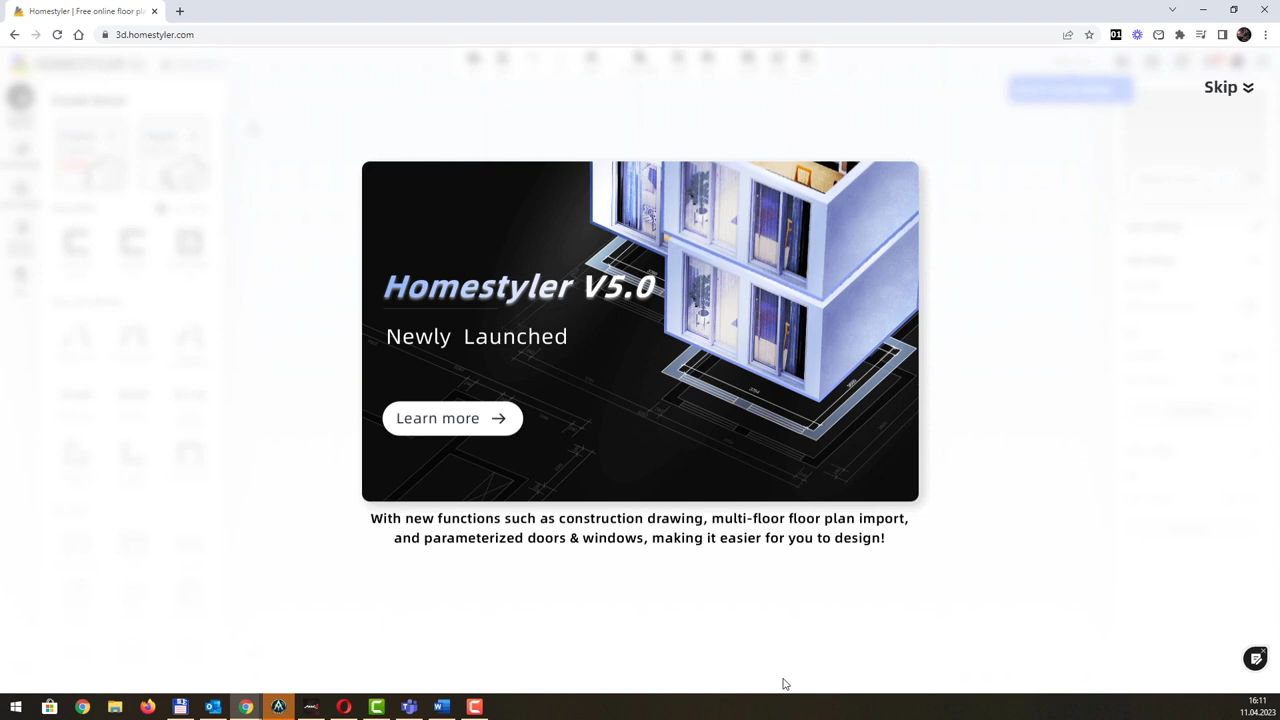 Homestyler | Free online floor pl
3d.homestyler.com
01
Skip
Homestyler V5.0
Newly Launched
Learn more
With new functions such as construction drawing, multi-floor floor plan import,
and parameterized doors & windows, making it easier for you to design!
16:11
11.04.2023